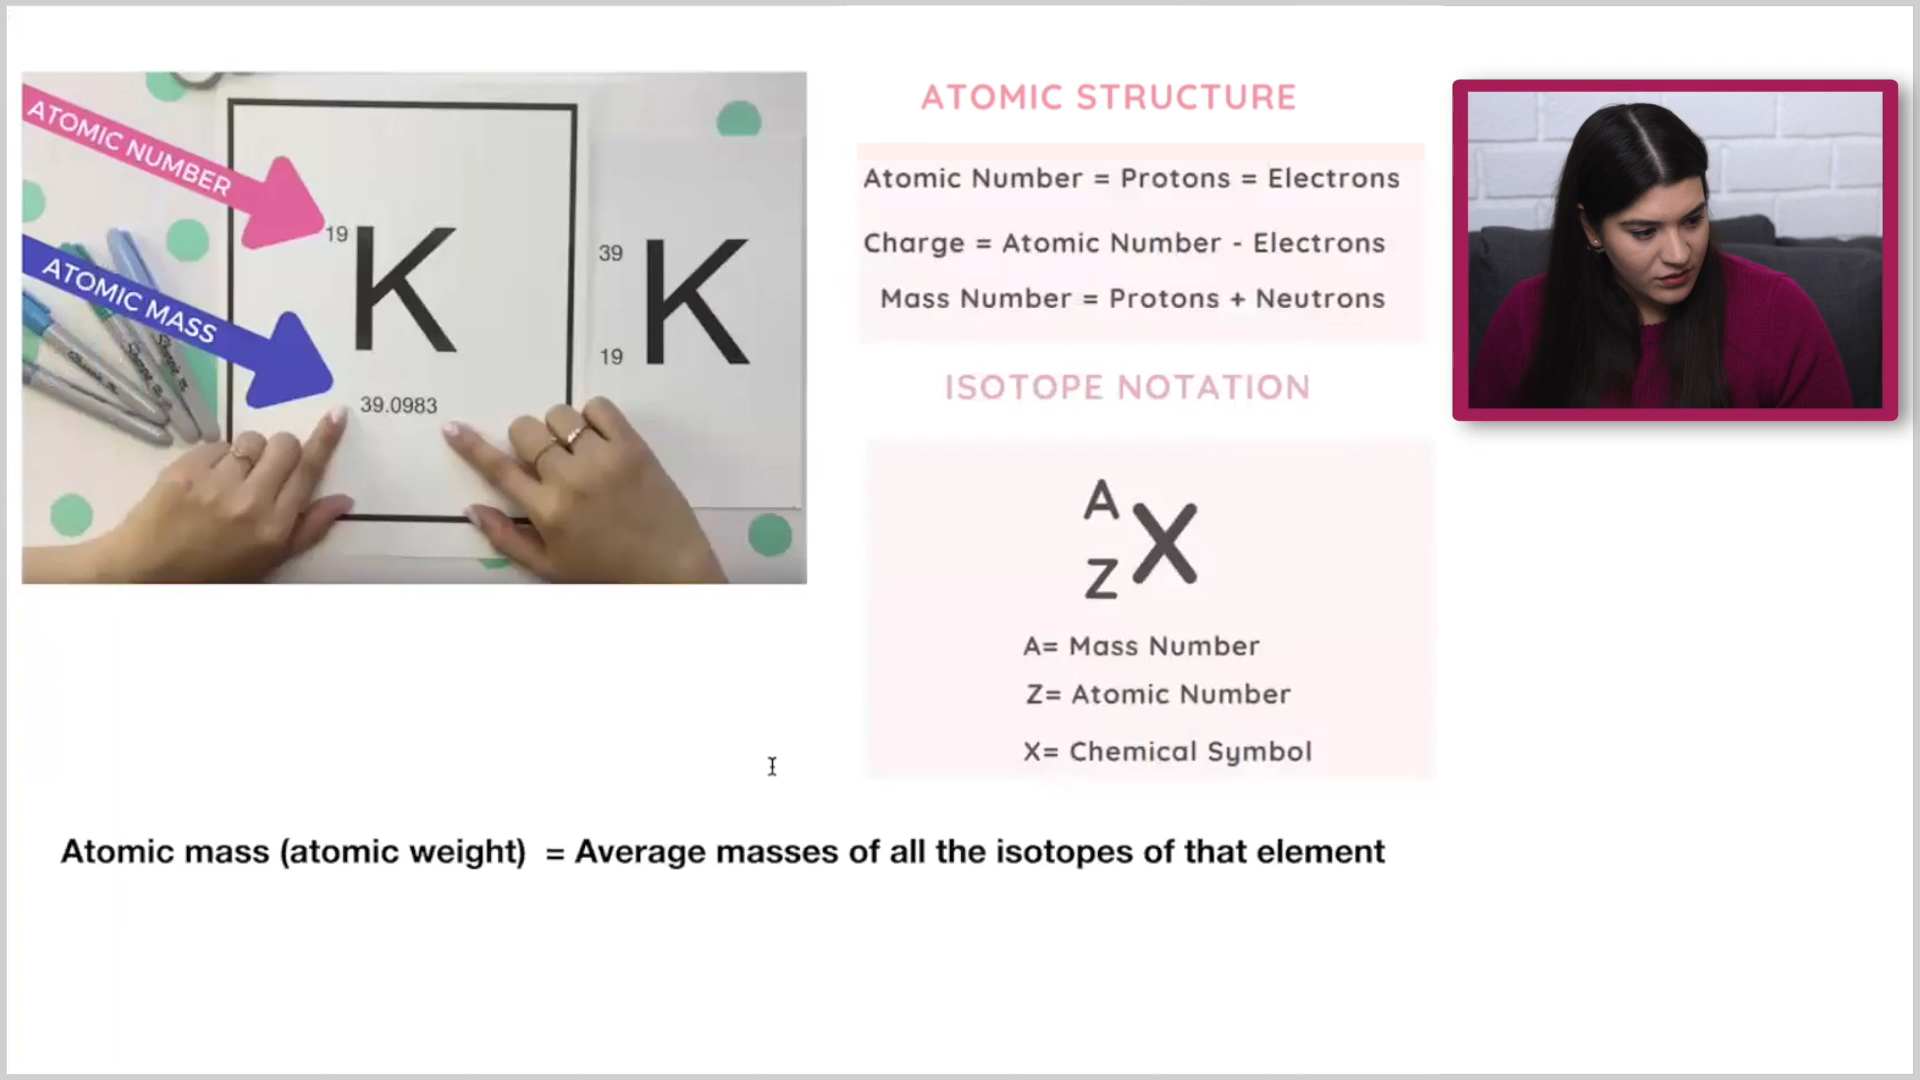 ATOMIC NUMBER
19
K
ATOMIC MASS
39.0983
39
K
19
Sharpie
ATOMIC STRUCTURE
Atomic Number = Protons = Electrons
Charge = Atomic Number - Electrons
Mass Number = Protons + Neutrons
ISOTOPE NOTATION
A
X
Z
A= Mass Number
Z= Atomic Number
X= Chemical Symbol
Atomic mass (atomic weight) = Average masses of all the isotopes of that element